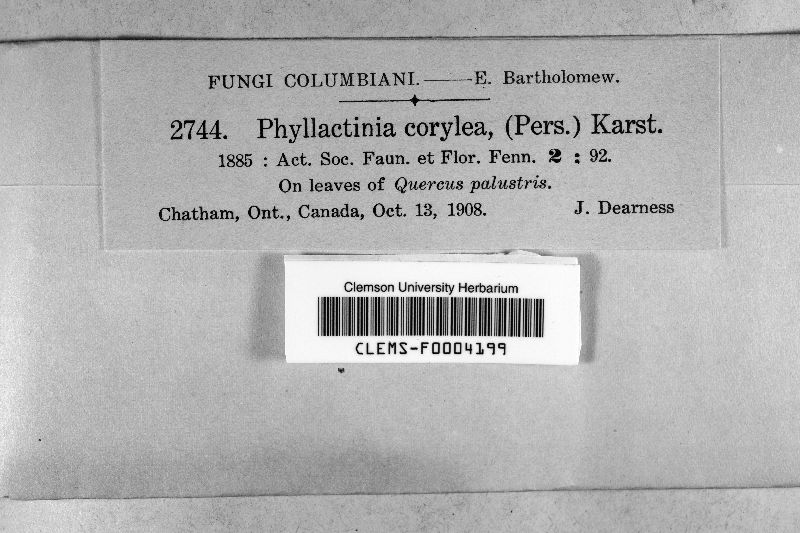 FUNGI COLUMBIANI.——E. Bartholomew.
2744. Phyllactinia corylea, (Pers.) Karst.
1885 : Act. Soc. Faun. et Flor. Fenn. 2 : 92.
On leaves of Quercus palustris.
Chatham, Ont., Canada, Oct. 13, 1908. J. Dearness
Clemson University Herbarium
CLEMS-F0004199